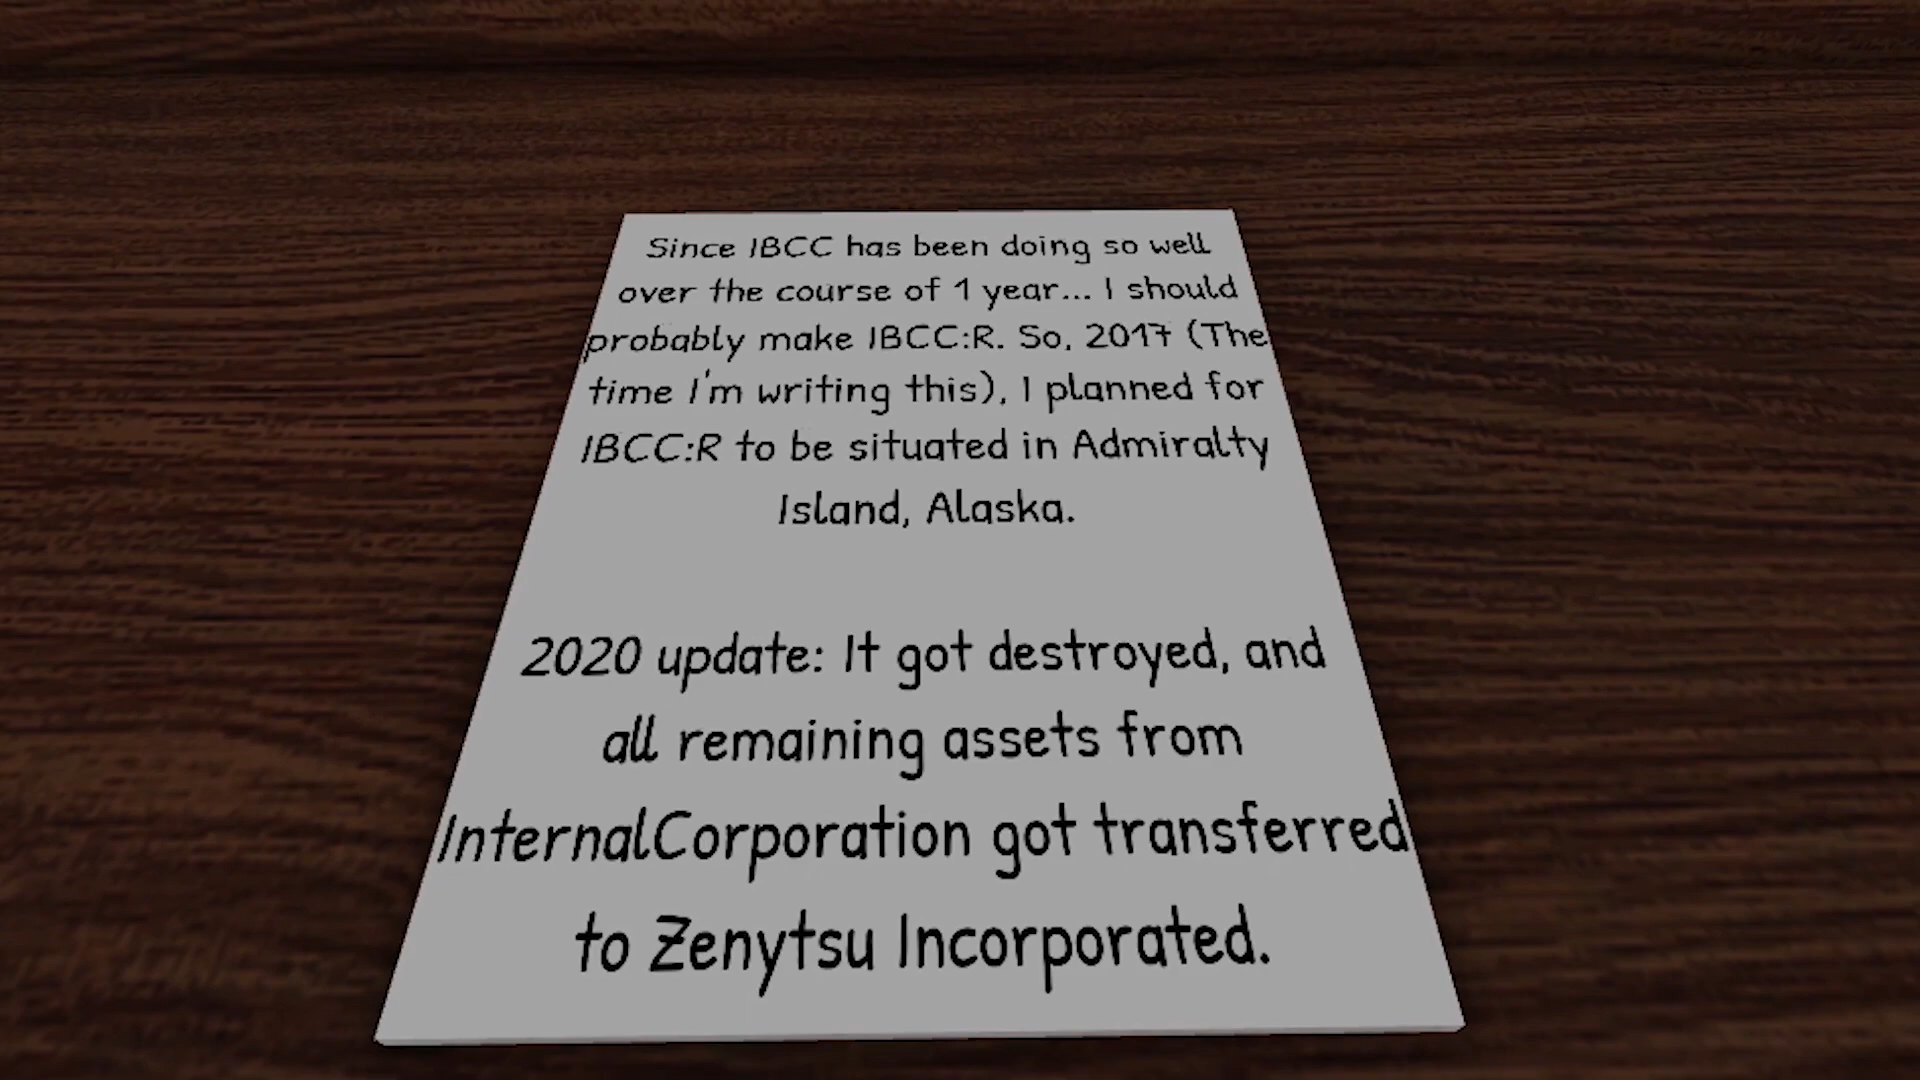 Since IBCC has been doing so well
over the course of 1 year... I should
probably make IBCC:R. So, 2017 (The
time I'm writing this), I planned for
IBCC:R to be situated in Admiralty
Island, Alaska.
2020 update: It got destroyed, and
all remaining assets from
InternalCorporation got transferred
to Zenytsu Incorporated.